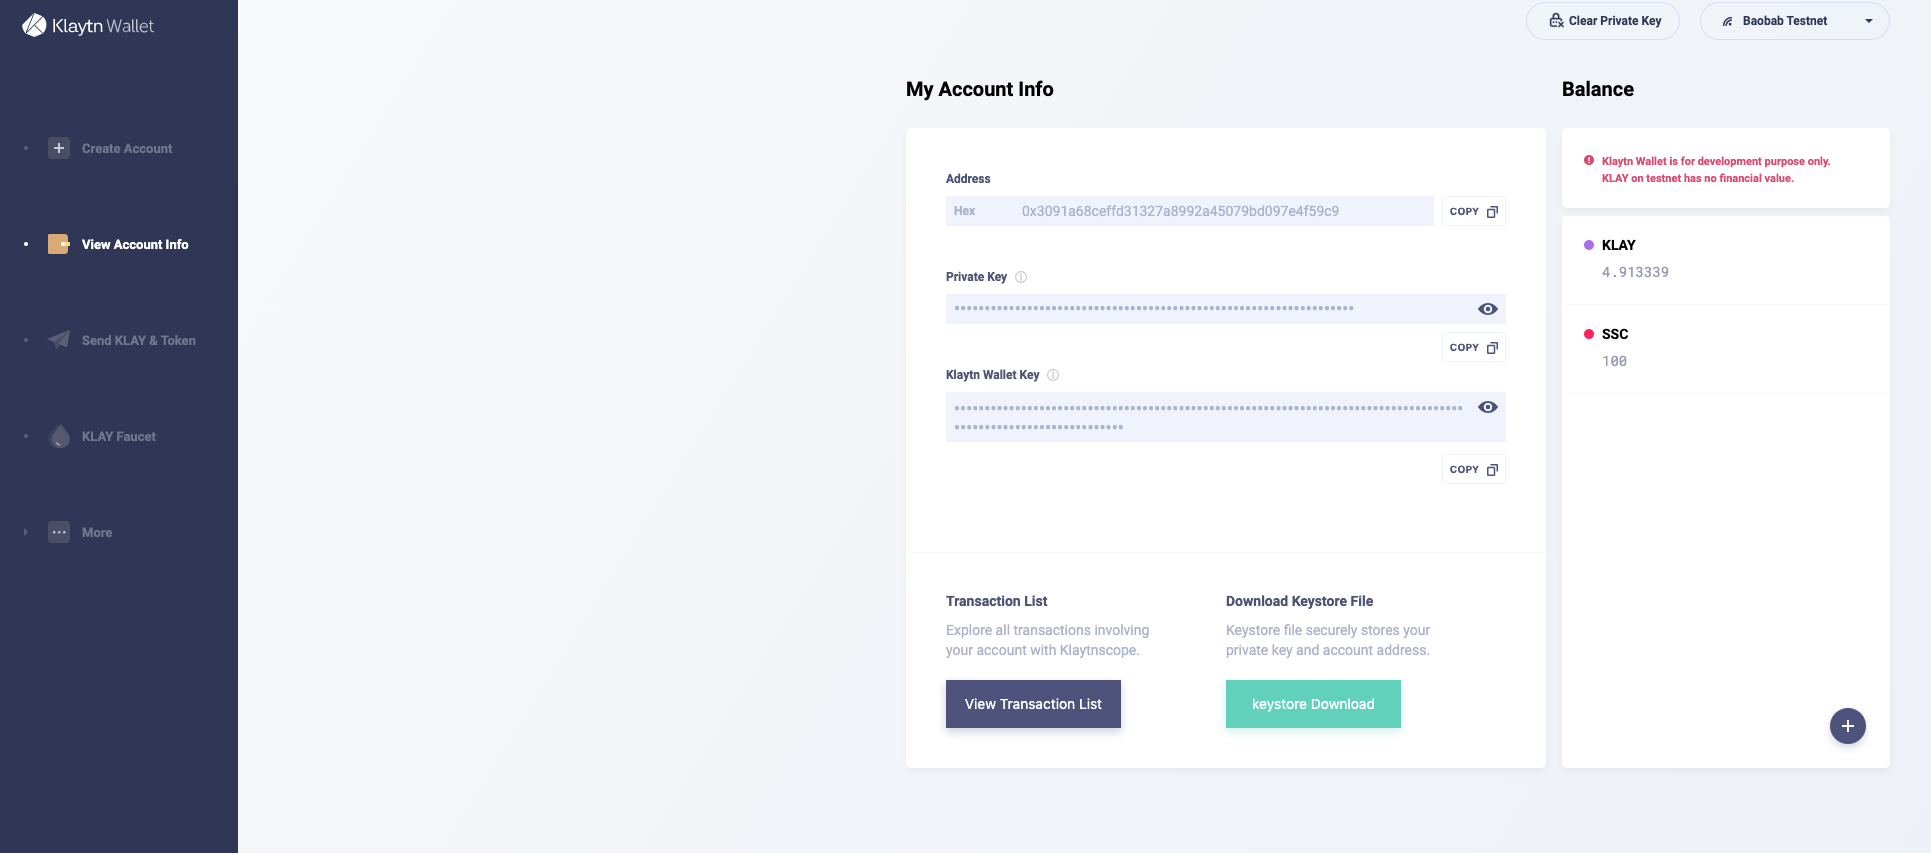 Klaytn Wallet
Create Account
View Account Info
Send KLAY & Token
KLAY Faucet
More
Clear Private Key
Baobab Testnet
My Account Info
Address
Hex
0x3091a68ceffd31327a8992a45079bd097e4f59c9
COPY
Private Key
COPY
Klaytn Wallet Key
COPY
Transaction List
Explore all transactions involving
your account with Klaytnscope.
View Transaction List
Download Keystore File
Keystore file securely stores your
private key and account address.
keystore Download
Balance
Klaytn Wallet is for development purpose only.
KLAY on testnet has no financial value.
KLAY
4.913339
SSC
100